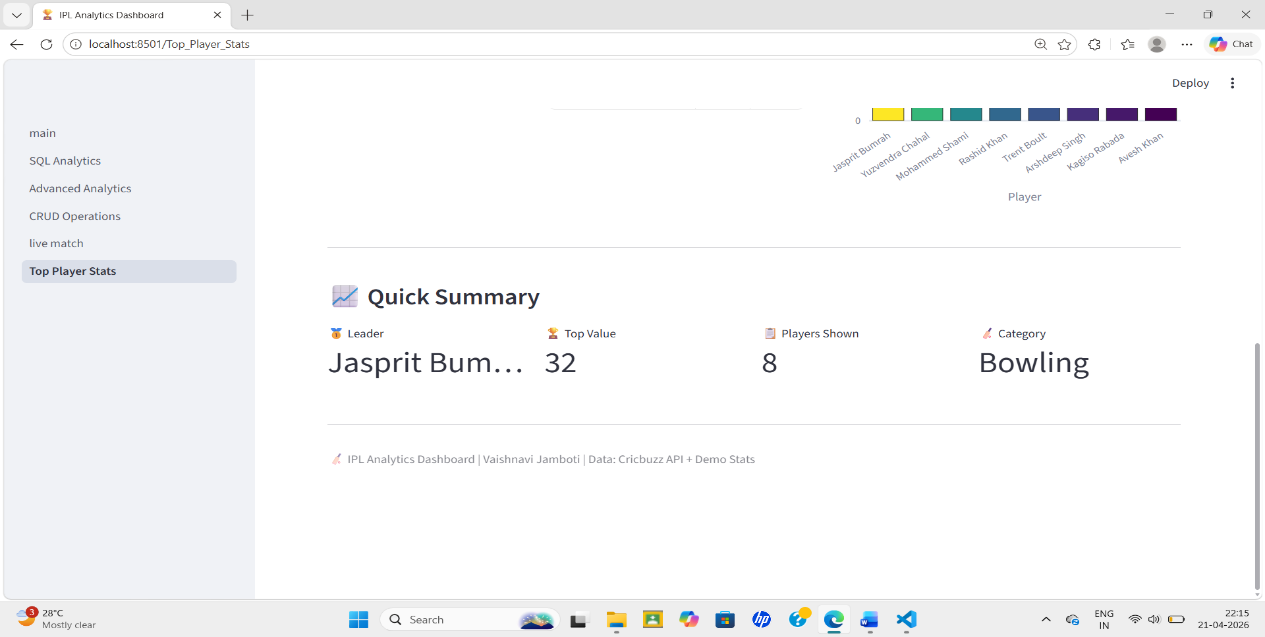 IPL Analytics Dashboard
localhost:8501/Top_Player_Stats
Chat
Deploy
main
SQL Analytics
Advanced Analytics
CRUD Operations
live match
Top Player Stats
0
Jasprit Bumrah
Yuzvendra Chahal
Mohammed Shami
Rashid Khan
Trent Boult
Arshdeep Singh
Kagiso Rabada
Avesh Khan
Player
Quick Summary
Leader
Top Value
Players Shown
Category
Jasprit Bum...
32
8
Bowling
IPL Analytics Dashboard | Vaishnavi Jamboti | Data: Cricbuzz API + Demo Stats
3
28°C
Mostly clear
Search
ENG
IN
22:15
21-04-2026